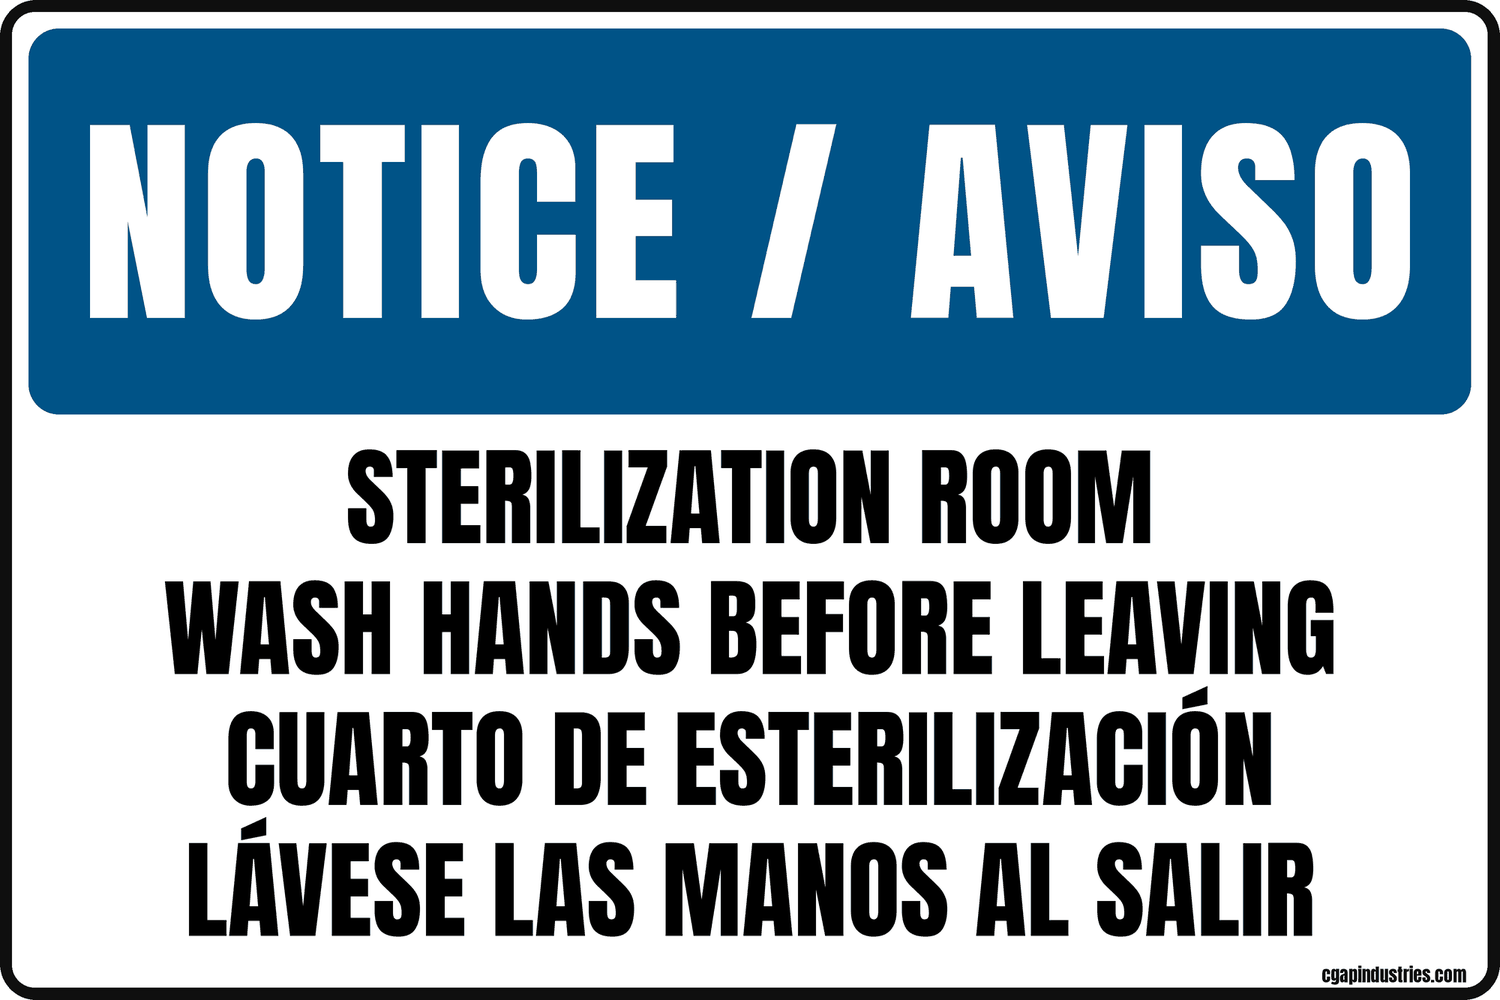 NOTICE / AVISO
STERILIZATION ROOM
WASH HANDS BEFORE LEAVING
CUARTO DE ESTERILIZACIÓN
LÁVESE LAS MANOS AL SALIR
cgapindustries.com